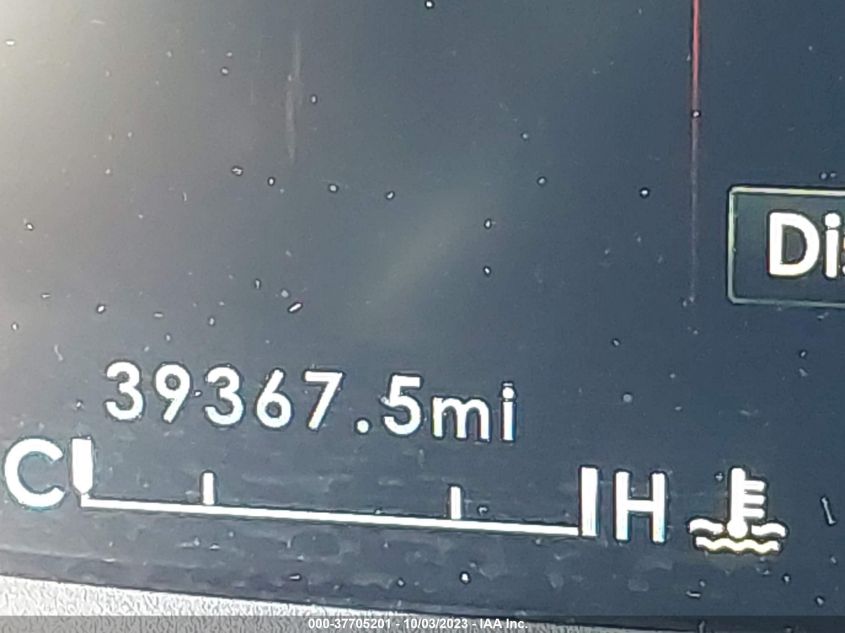 Di
39367.5mi
C H
000-37705201 - 10/03/2023 - IAA Inc.